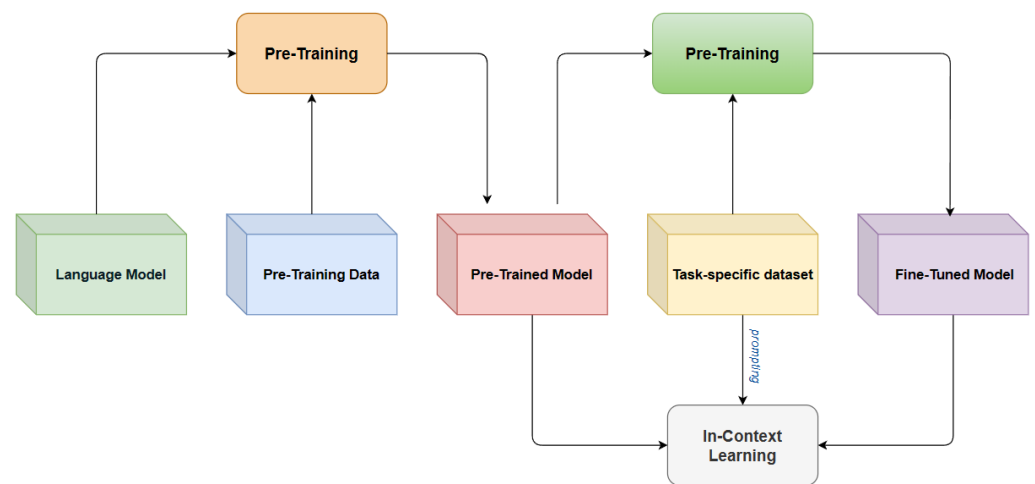 Pre-Training
Pre-Training
Language Model
Pre-Training Data
Pre-Trained Model
Task-specific dataset
Fine-Tuned Model
prompting
In-Context
Learning